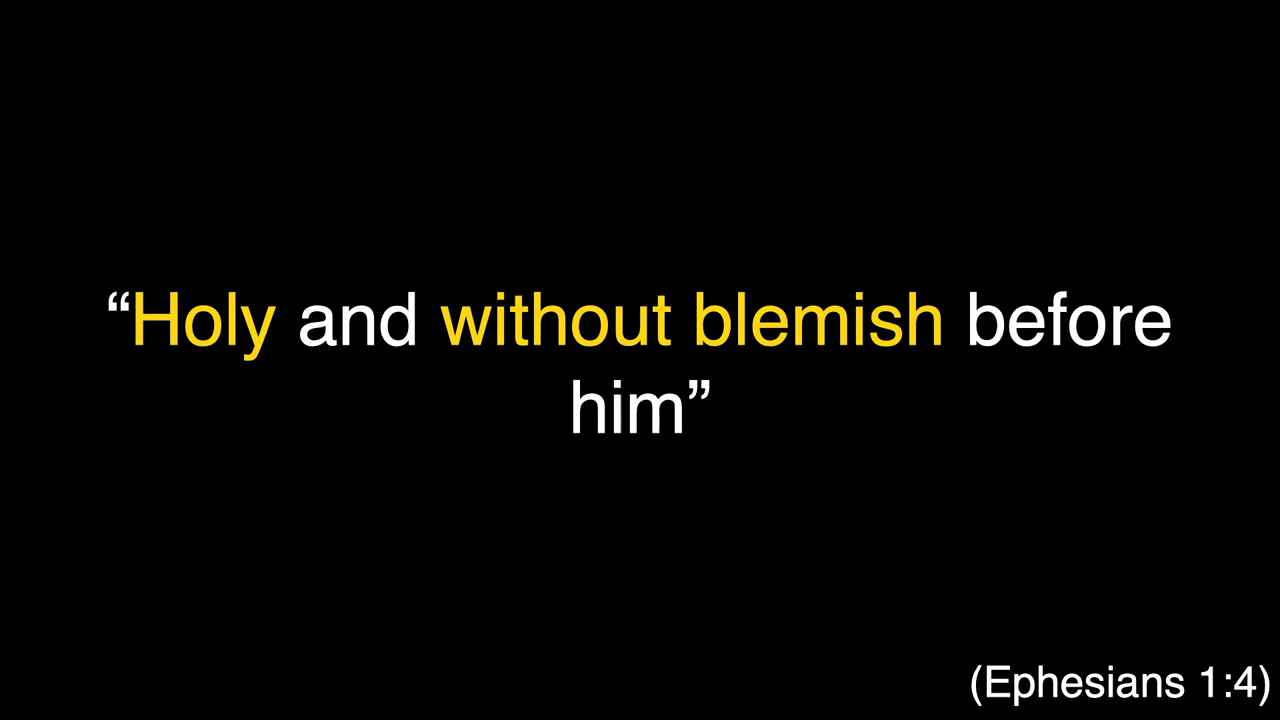 “Holy and without blemish before
him”
(Ephesians 1:4)